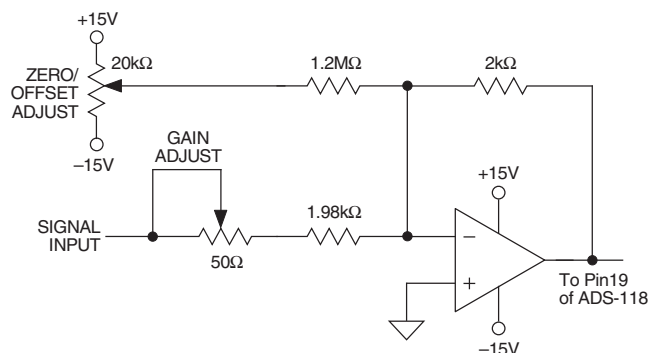 +15V
20kΩ
ZERO/
OFFSET
ADJUST
–15V
1.2MΩ
2kΩ
GAIN
ADJUST
SIGNAL
INPUT
50Ω
1.98kΩ
+15V
–
+
–15V
To Pin19
of ADS-118